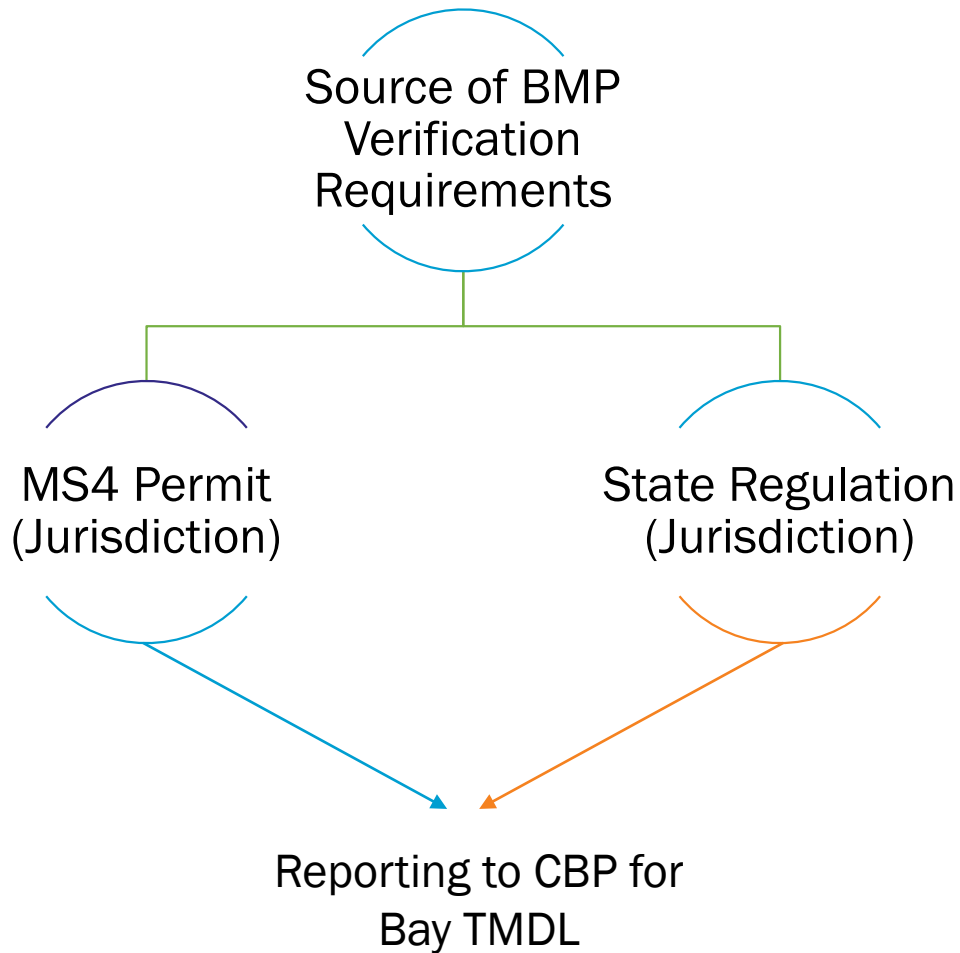 Source of BMP
Verification
Requirements
MS4 Permit
(Jurisdiction)
State Regulation
(Jurisdiction)
Reporting to CBP for
Bay TMDL